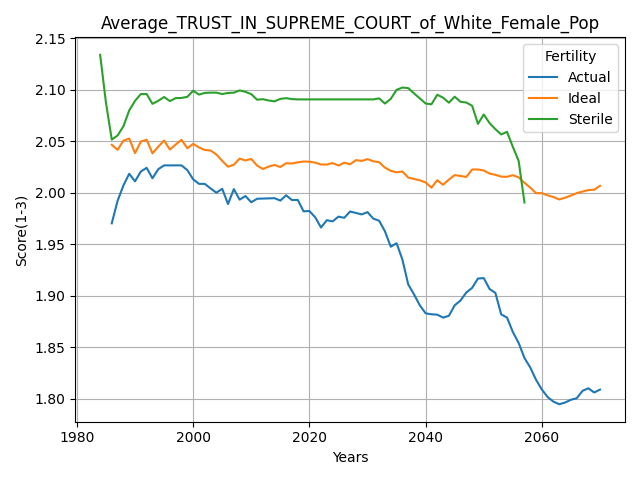 Average_TRUST_IN_SUPREME_COURT_of_White_Female_Pop
Fertility
Actual
Ideal
Sterile
Score(1-3)
2.15
2.10
2.05
2.00
1.95
1.90
1.85
1.80
1980
2000
2020
2040
2060
Years